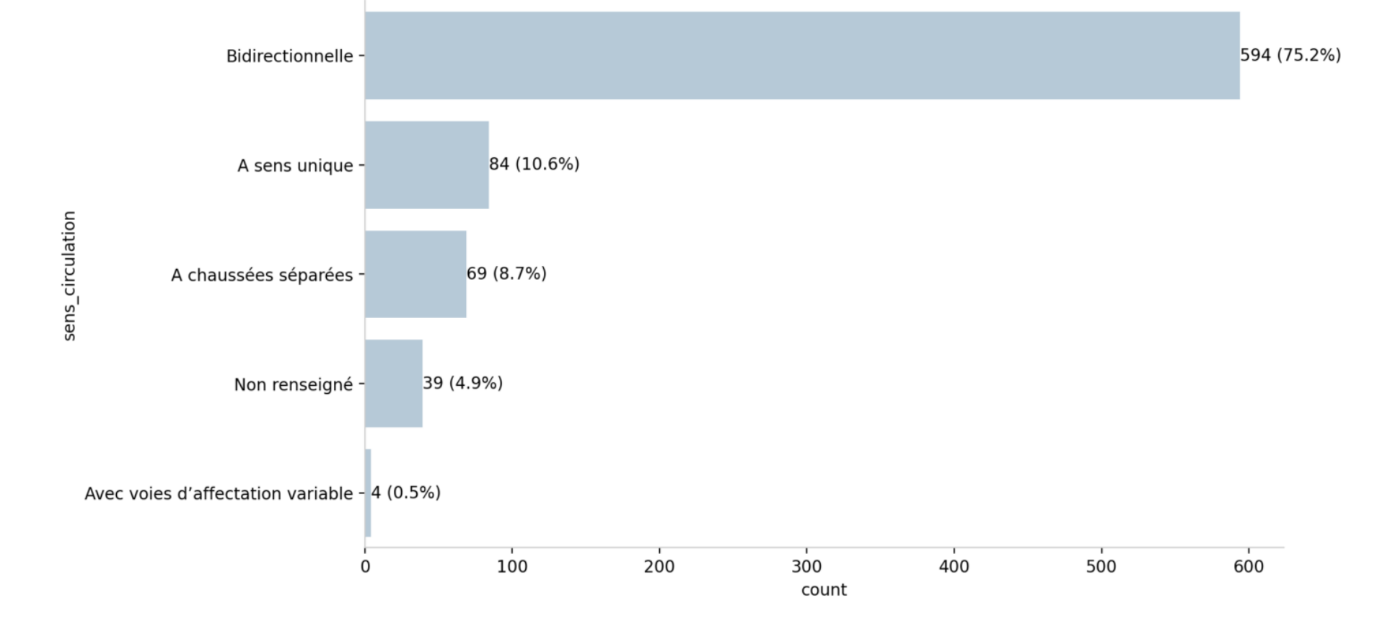 Bidirectionnelle 594 (75.2%)
A sens unique 84 (10.6%)
A chaussées séparées 69 (8.7%)
Non renseigné 39 (4.9%)
Avec voies d’affectation variable 4 (0.5%)
sens_circulation
0 100 200 300 400 500 600
count